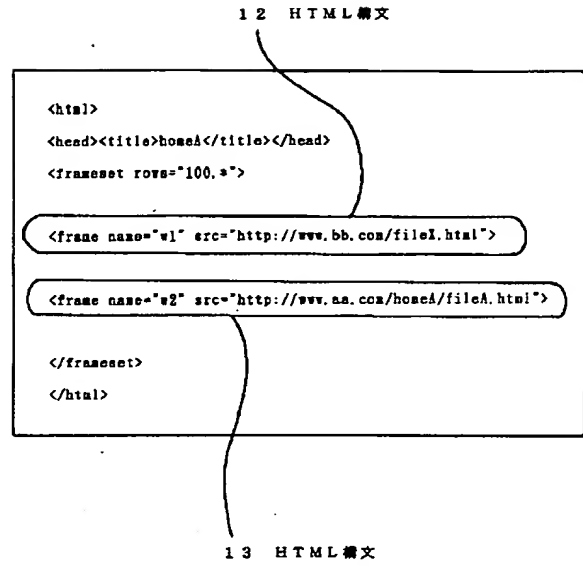 12 HTML構文
<html>
<head><title>homeA</title></head>
<frameset rows="100,*">
<frame name="w1" src="http://www.bb.com/fileX.html">
<frame name="w2" src="http://www.aa.com/homeA/fileA.html">
</frameset>
</html>
13 HTML構文